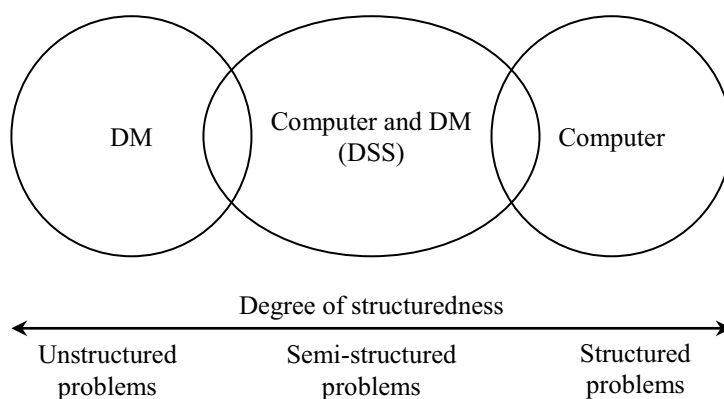 DM
Computer and DM
(DSS)
Computer
Degree of structuredness
Unstructured
problems
Semi-structured
problems
Structured
problems